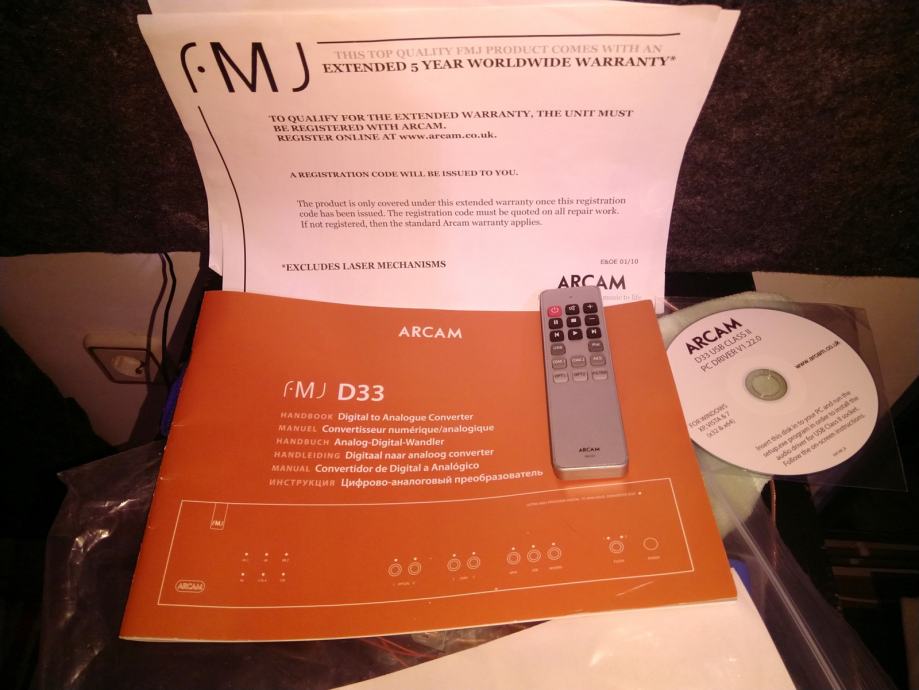 FMJ
THIS TOP QUALITY FMJ PRODUCT COMES WITH AN
EXTENDED 5 YEAR WORLDWIDE WARRANTY*
TO QUALIFY FOR THE EXTENDED WARRANTY, THE UNIT MUST
BE REGISTERED WITH ARCAM.
REGISTER ONLINE AT www.arcam.co.uk.
A REGISTRATION CODE WILL BE ISSUED TO YOU.
The product is only covered under this extended warranty once this registration
code has been issued. The registration code must be quoted on all repair work.
If not registered, then the standard Arcam warranty applies.
*EXCLUDES LASER MECHANISMS
E&OE 01/10
ARCAM
music to life
ARCAM
FMJ D33
HANDBOOK Digital to Analogue Converter
MANUEL Convertisseur numérique/analogique
HANDBUCH Analog-Digital-Wandler
HANDLEIDING Digitaal naar analoog converter
MANUAL Convertidor de Digital a Analógico
ИНСТРУКЦИЯ Цифрово-аналоговый преобразователь
FMJ
ARCAM
ARCAM
ARCAM
D33 USB CLASS II
PC DRIVER V1.22.0
www.arcam.co.uk
FOR WINDOWS
XP, VISTA & 7
(x32 & x64)
Insert this disk in to your PC and run the
setup.exe program in order to install the
audio driver for USB Class II socket.
Follow the on-screen instructions.